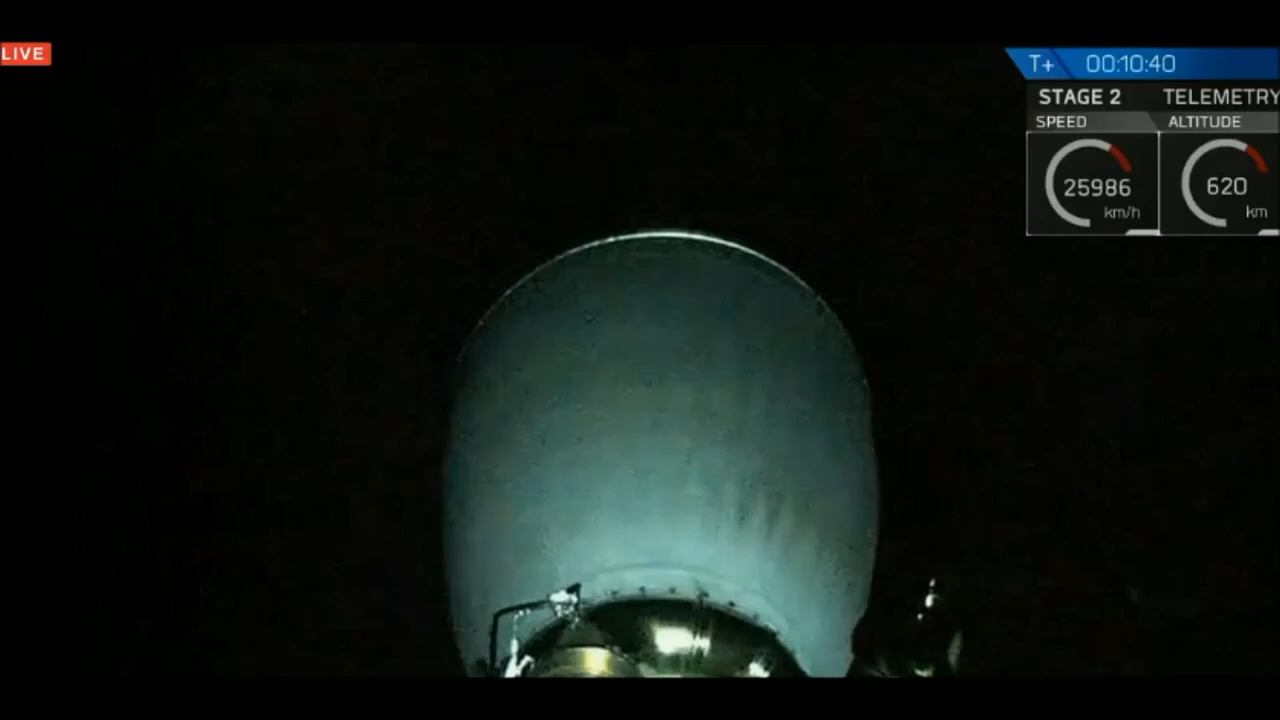 LIVE
T+ 00:10:40
STAGE 2 TELEMETRY
SPEED ALTITUDE
25986 620
km/h km